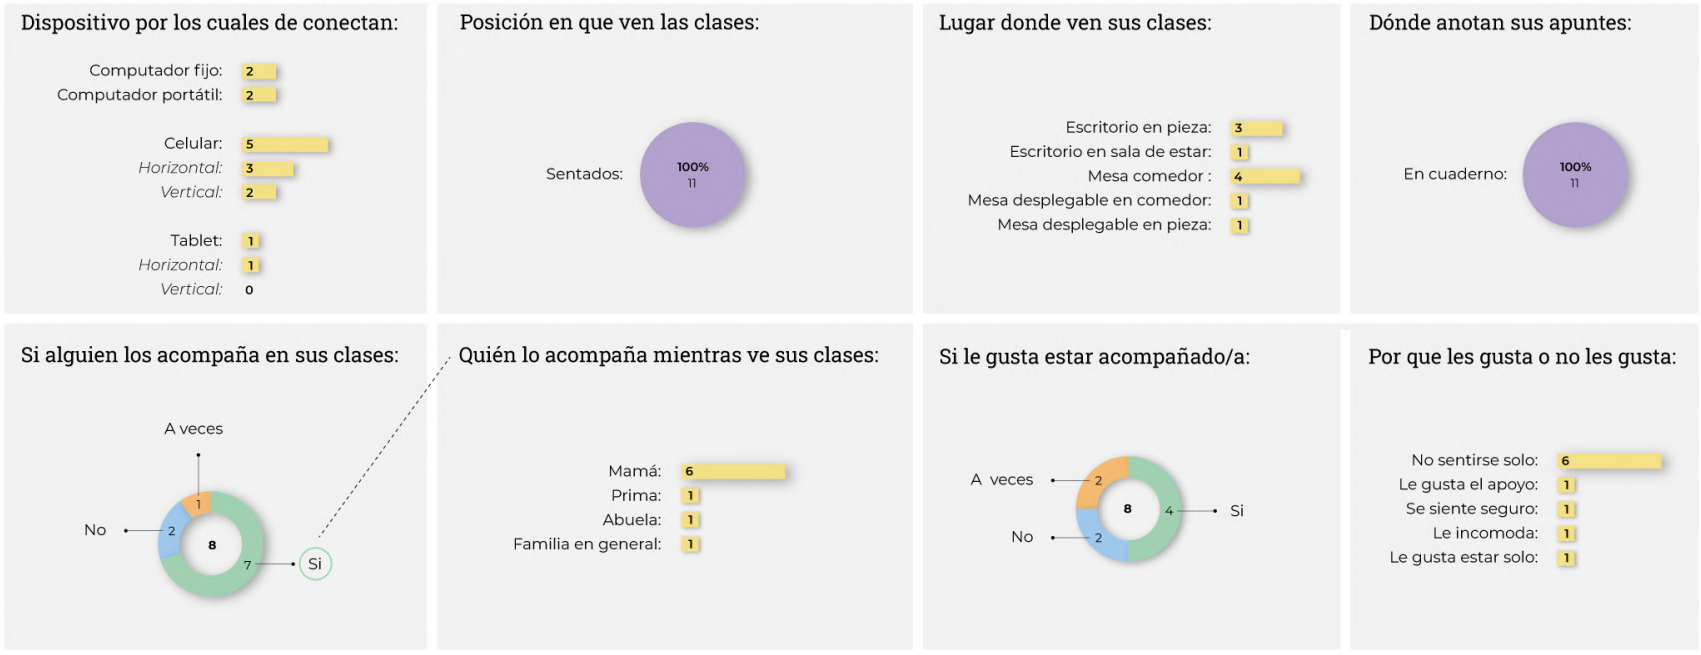 Dispositivo por los cuales de conectan:
Computador fijo: 2
Computador portátil: 2
Celular: 5
Horizontal: 3
Vertical: 2
Tablet: 1
Horizontal: 1
Vertical: 0
Posición en que ven las clases:
Sentados:
100%
11
Lugar donde ven sus clases:
Escritorio en pieza: 3
Escritorio en sala de estar: 1
Mesa comedor : 4
Mesa desplegable en comedor: 1
Mesa desplegable en pieza: 1
Dónde anotan sus apuntes:
En cuaderno:
100%
11
Si alguien los acompaña en sus clases:
A veces
1
No
2
8
7
Si
Quién lo acompaña mientras ve sus clases:
Mamá: 6
Prima: 1
Abuela: 1
Familia en general: 1
Si le gusta estar acompañado/a:
A veces
2
8
4
Si
No
2
Por que les gusta o no les gusta:
No sentirse solo: 6
Le gusta el apoyo: 1
Se siente seguro: 1
Le incomoda: 1
Le gusta estar solo: 1